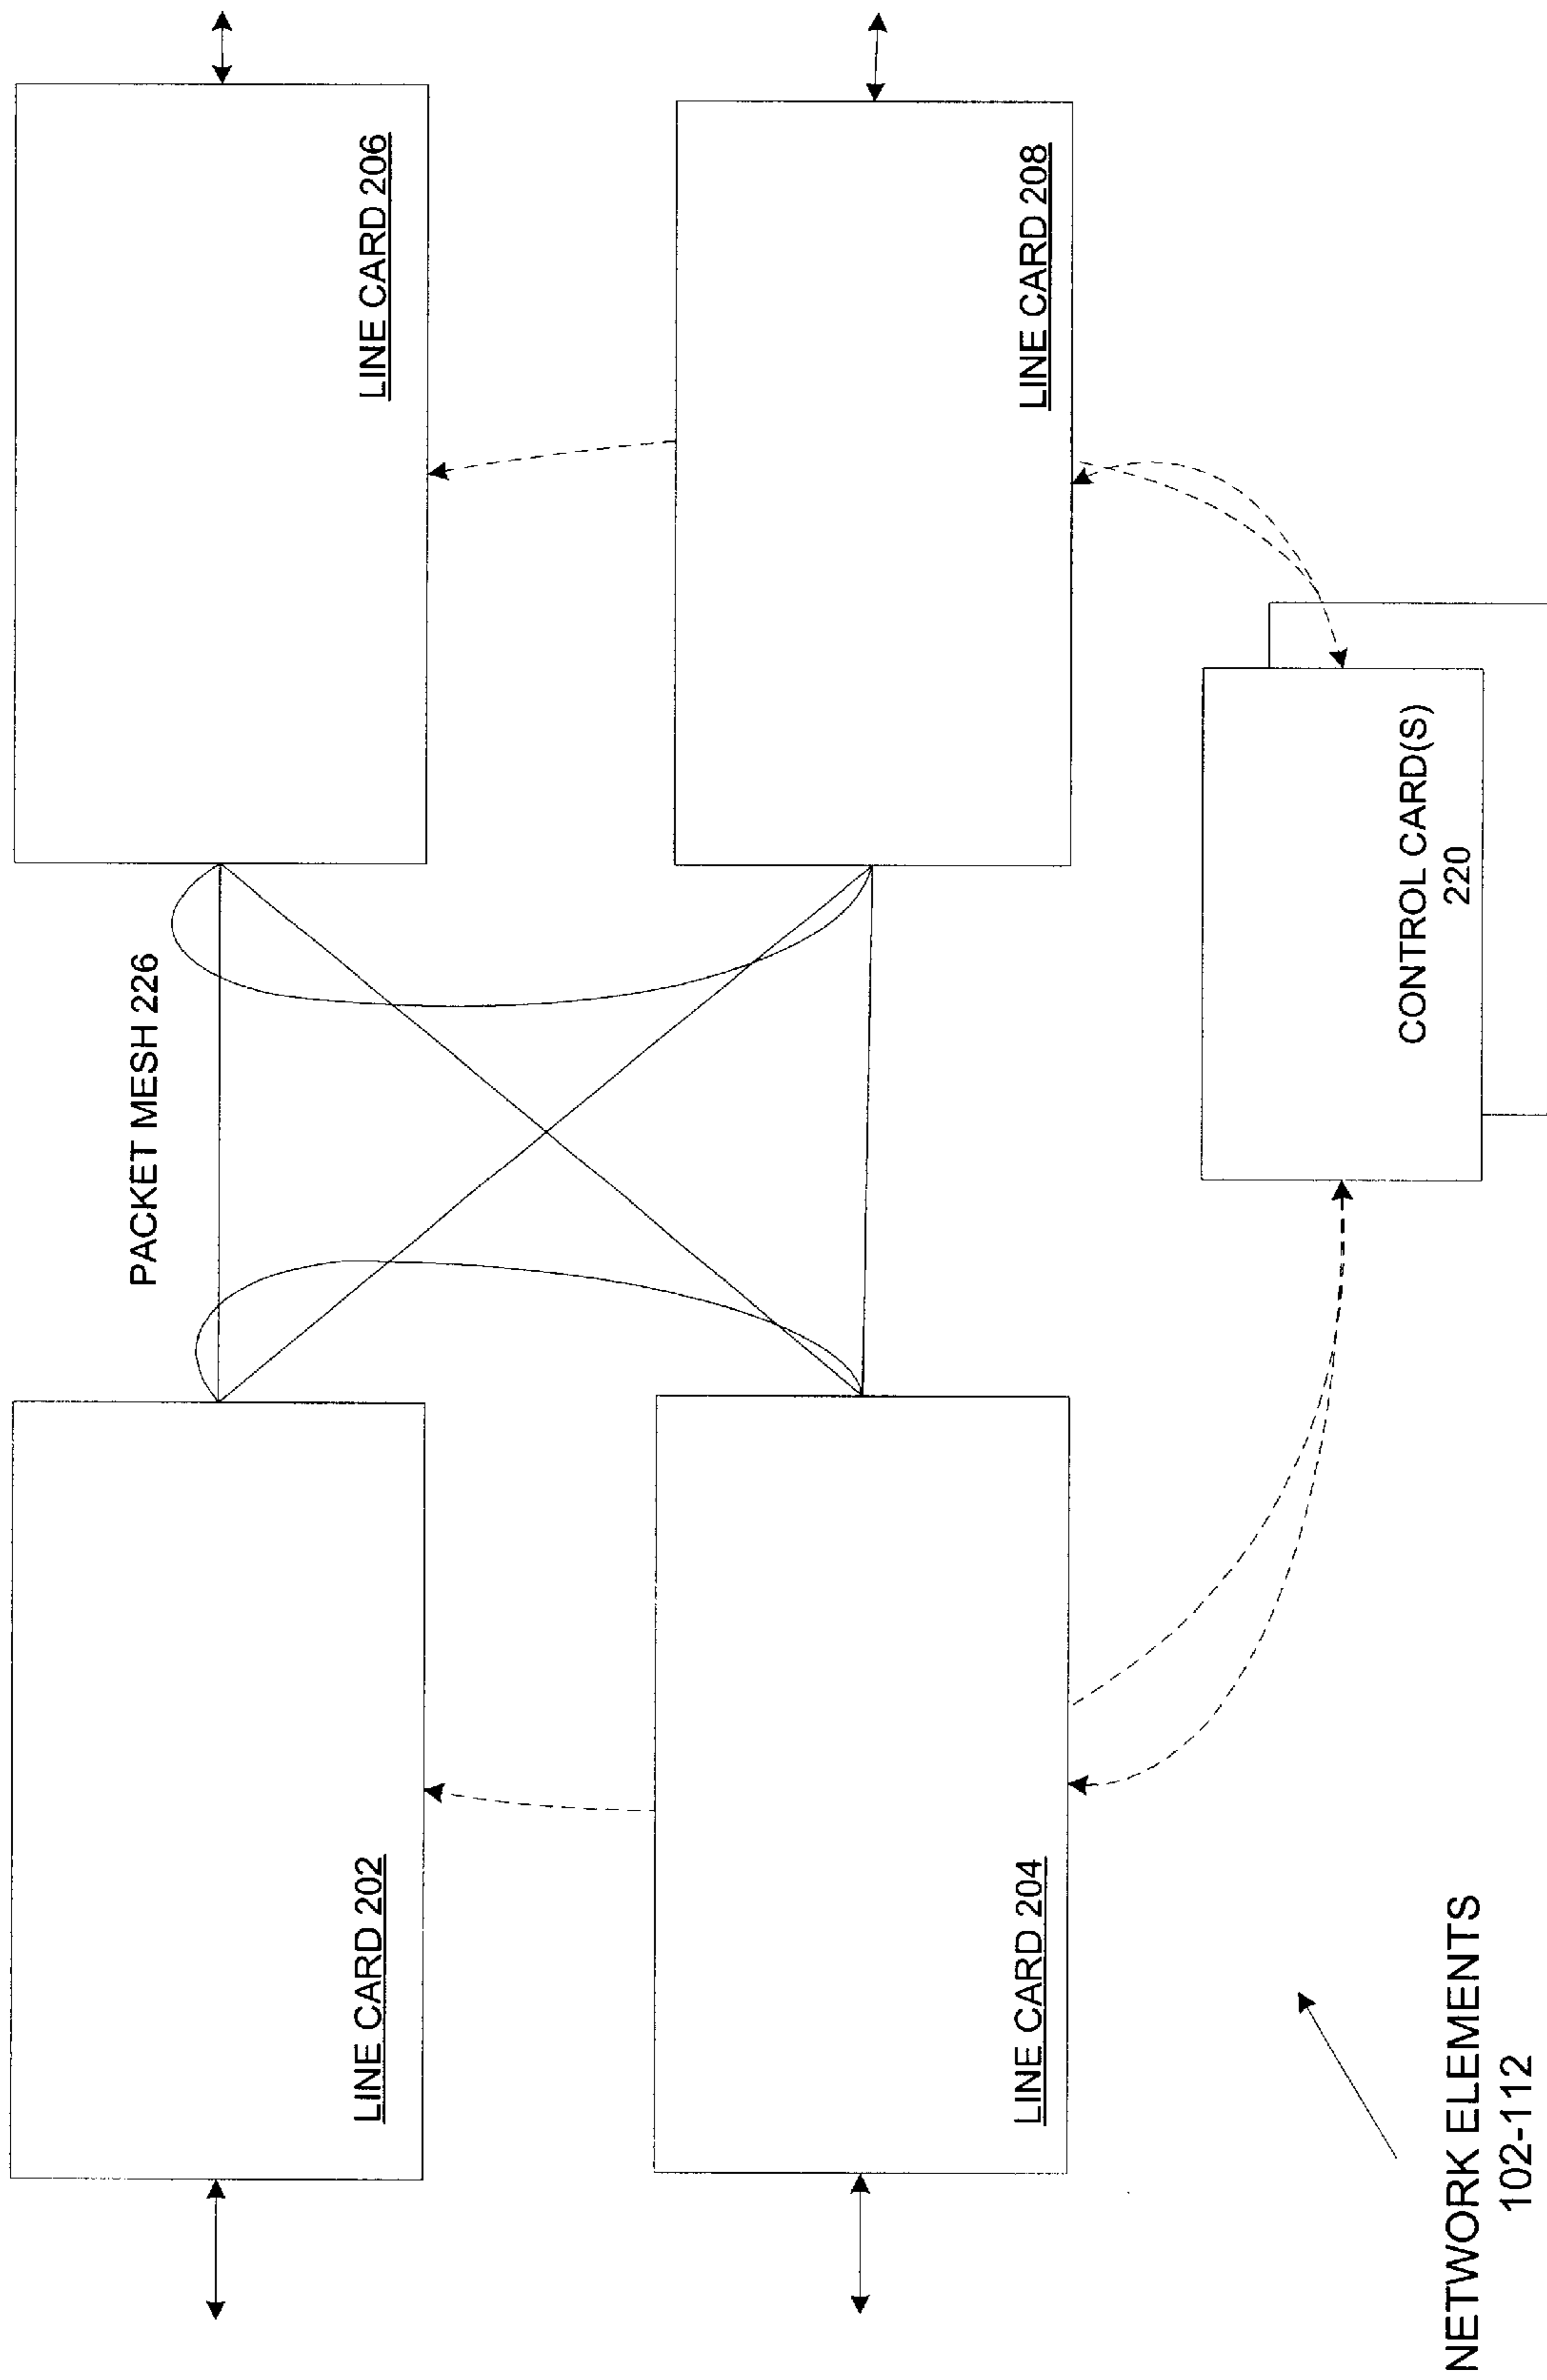 PACKET MESH 226
LINE CARD 202
LINE CARD 206
LINE CARD 204
LINE CARD 208
CONTROL CARD(S)
220
NETWORK ELEMENTS
102-112